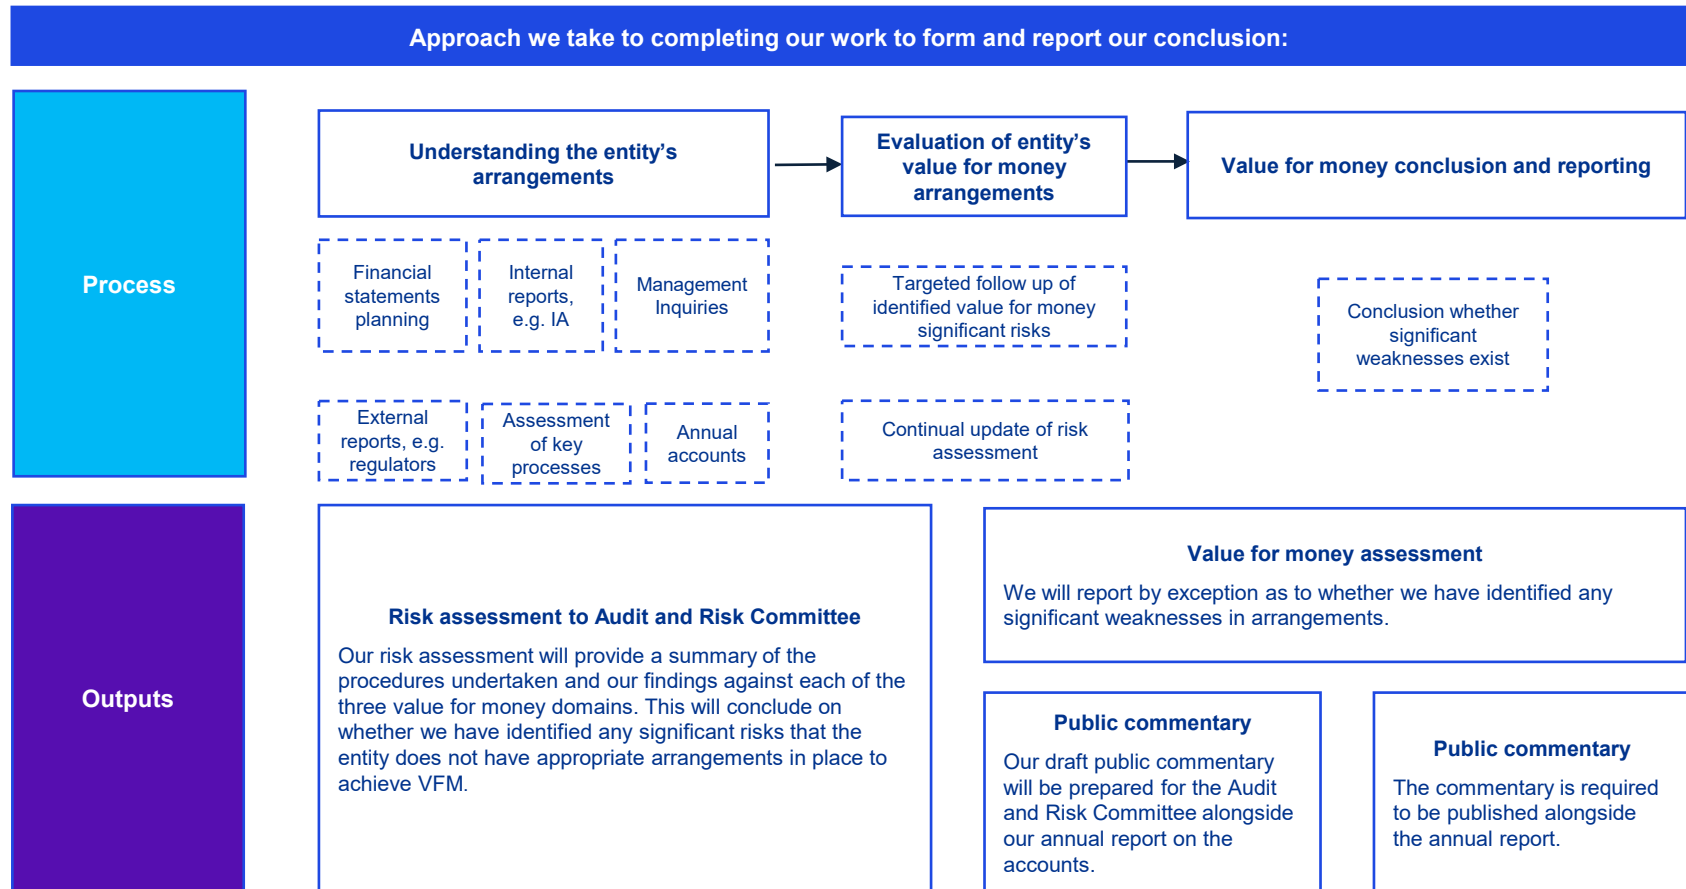 Approach we take to completing our work to form and report our conclusion:
Process
Understanding the entity’s
arrangements
Evaluation of entity’s
value for money
arrangements
Value for money conclusion and reporting
Financial
statements
planning
Internal
reports,
e.g. IA
Management
Inquiries
Targeted follow up of
identified value for money
significant risks
Conclusion whether
significant
weaknesses exist
External
reports, e.g.
regulators
Assessment
of key
processes
Annual
accounts
Continual update of risk
assessment
Outputs
Risk assessment to Audit and Risk Committee
Our risk assessment will provide a summary of the
procedures undertaken and our findings against each of the
three value for money domains. This will conclude on
whether we have identified any significant risks that the
entity does not have appropriate arrangements in place to
achieve VFM.
Value for money assessment
We will report by exception as to whether we have identified any
significant weaknesses in arrangements.
Public commentary
Our draft public commentary
will be prepared for the Audit
and Risk Committee alongside
our annual report on the
accounts.
Public commentary
The commentary is required
to be published alongside
the annual report.